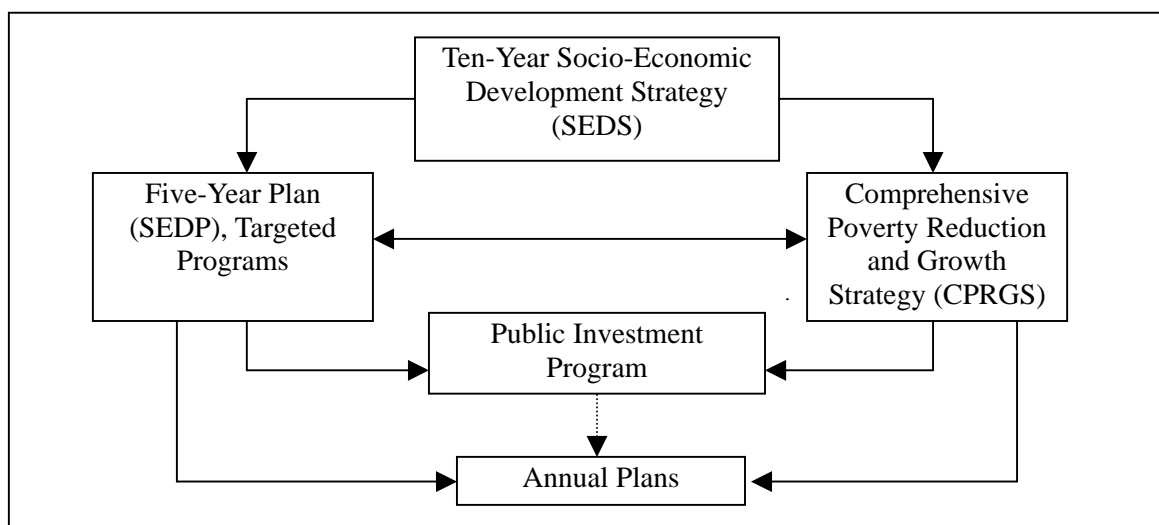 Ten-Year Socio-Economic
Development Strategy
(SEDS)
Five-Year Plan
(SEDP), Targeted
Programs
Comprehensive
Poverty Reduction
and Growth
Strategy (CPRGS)
Public Investment
Program
Annual Plans